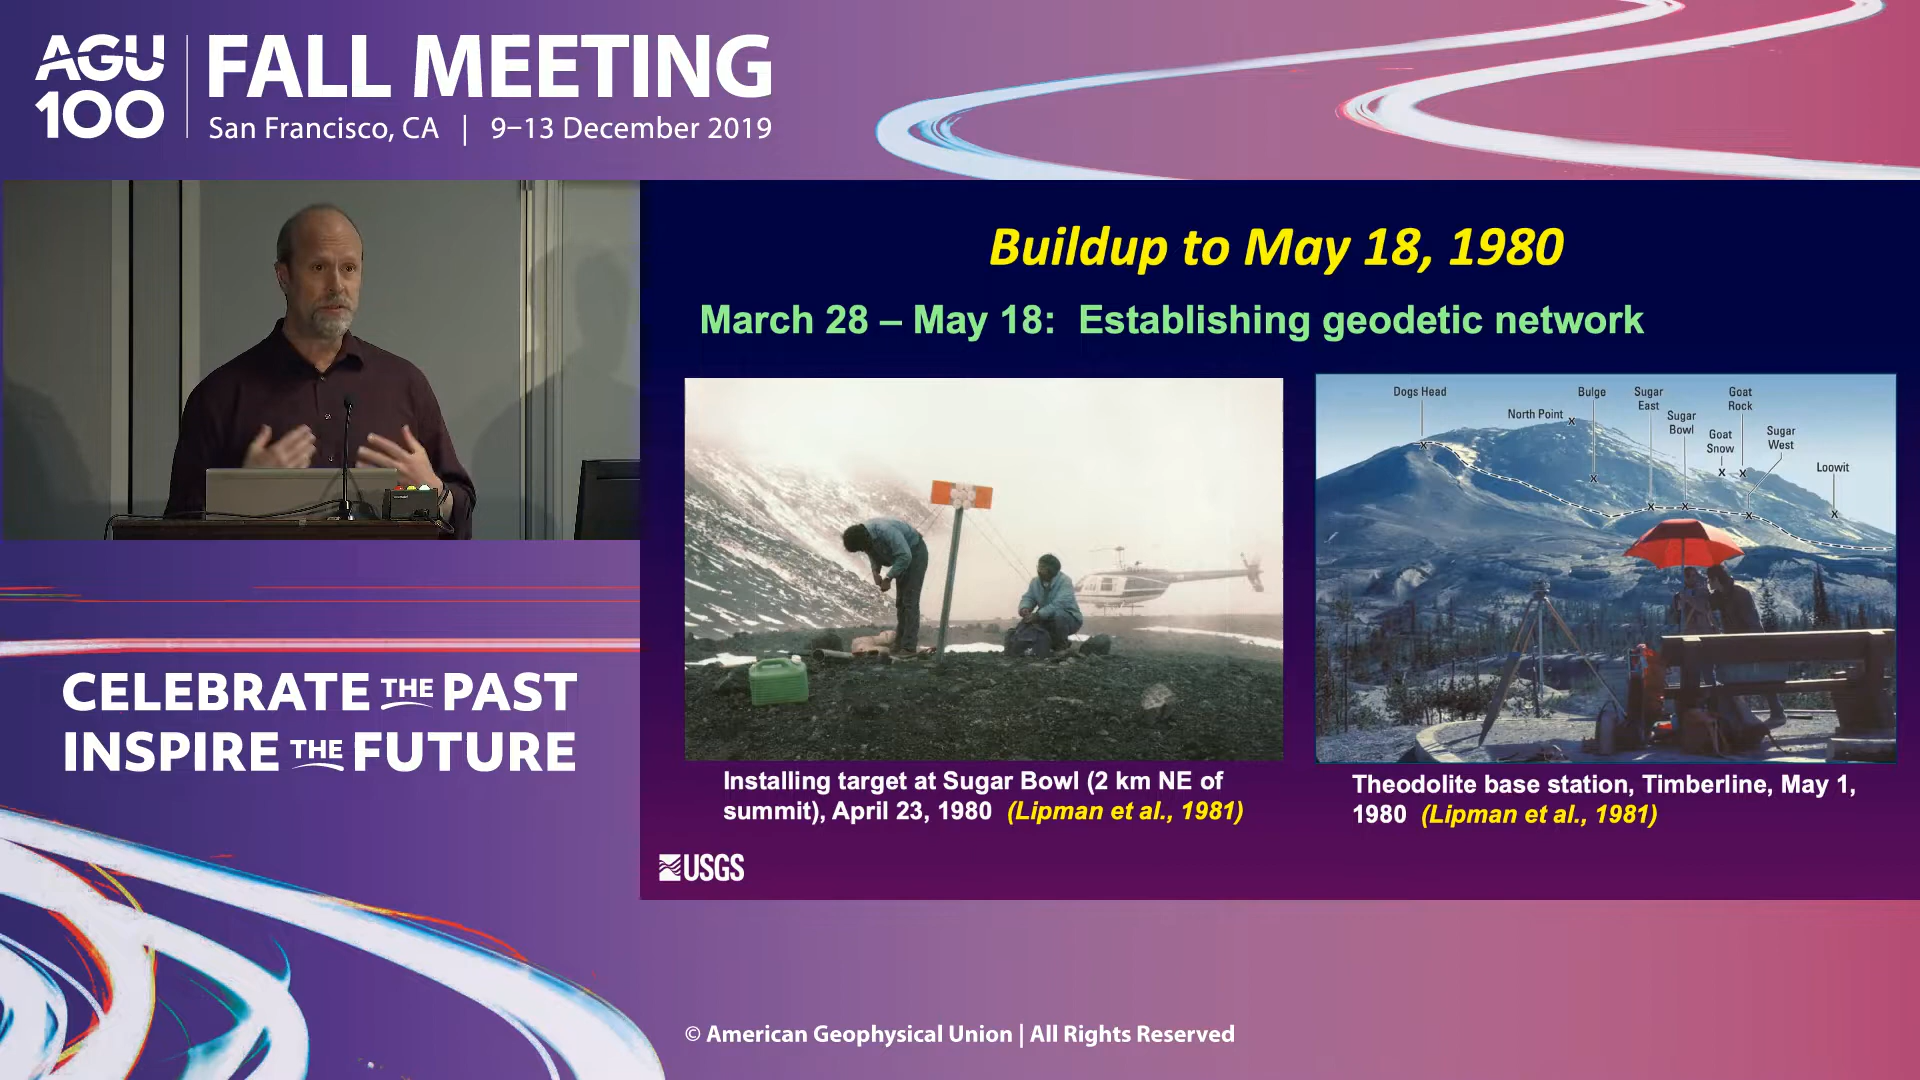 AGU
100
FALL MEETING
San Francisco, CA | 9–13 December 2019
Buildup to May 18, 1980
March 28 – May 18: Establishing geodetic network
Dogs Head
North Point
Bulge
Sugar
East
Sugar
Bowl
Goat
Snow
Goat
Rock
Sugar
West
Loowit
Installing target at Sugar Bowl (2 km NE of
summit), April 23, 1980 (Lipman et al., 1981)
Theodolite base station, Timberline, May 1,
1980 (Lipman et al., 1981)
USGS
CELEBRATE THE PAST
INSPIRE THE FUTURE
© American Geophysical Union | All Rights Reserved